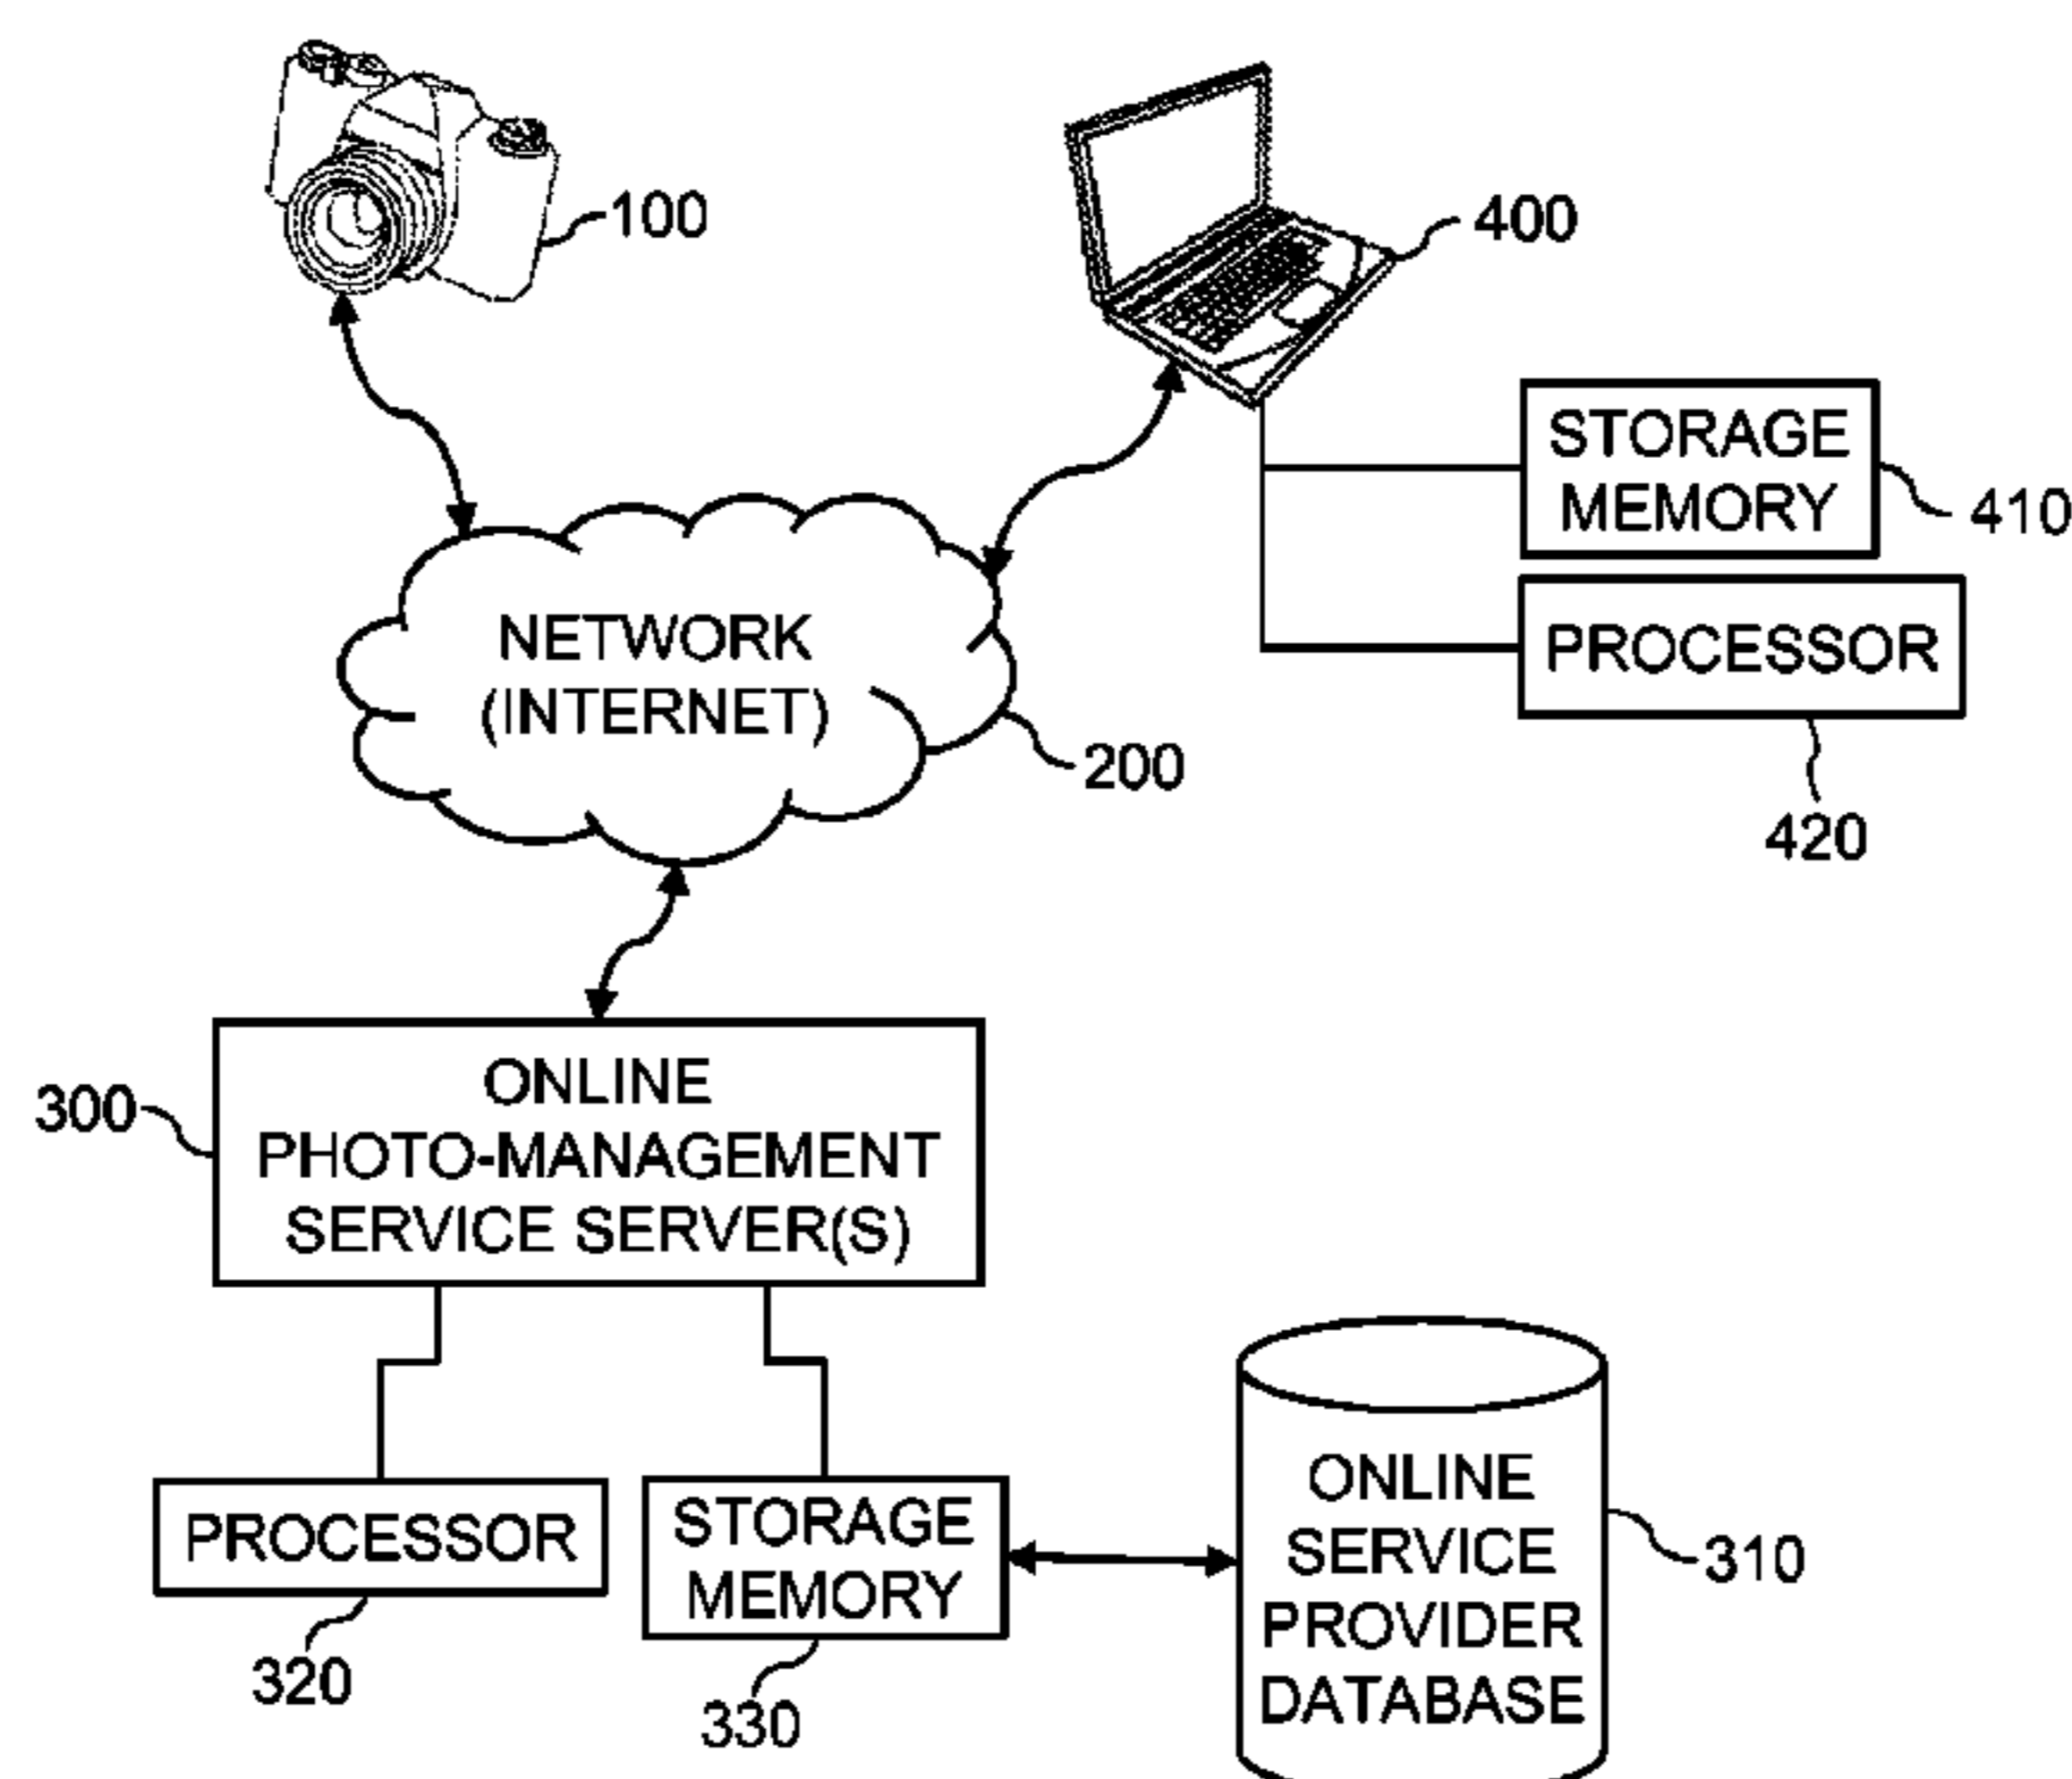 100
400
STORAGE
MEMORY
410
NETWORK
(INTERNET)
PROCESSOR
200
420
300
ONLINE
PHOTO-MANAGEMENT
SERVICE SERVER(S)
PROCESSOR
320
STORAGE
MEMORY
330
ONLINE
SERVICE
PROVIDER
DATABASE
310